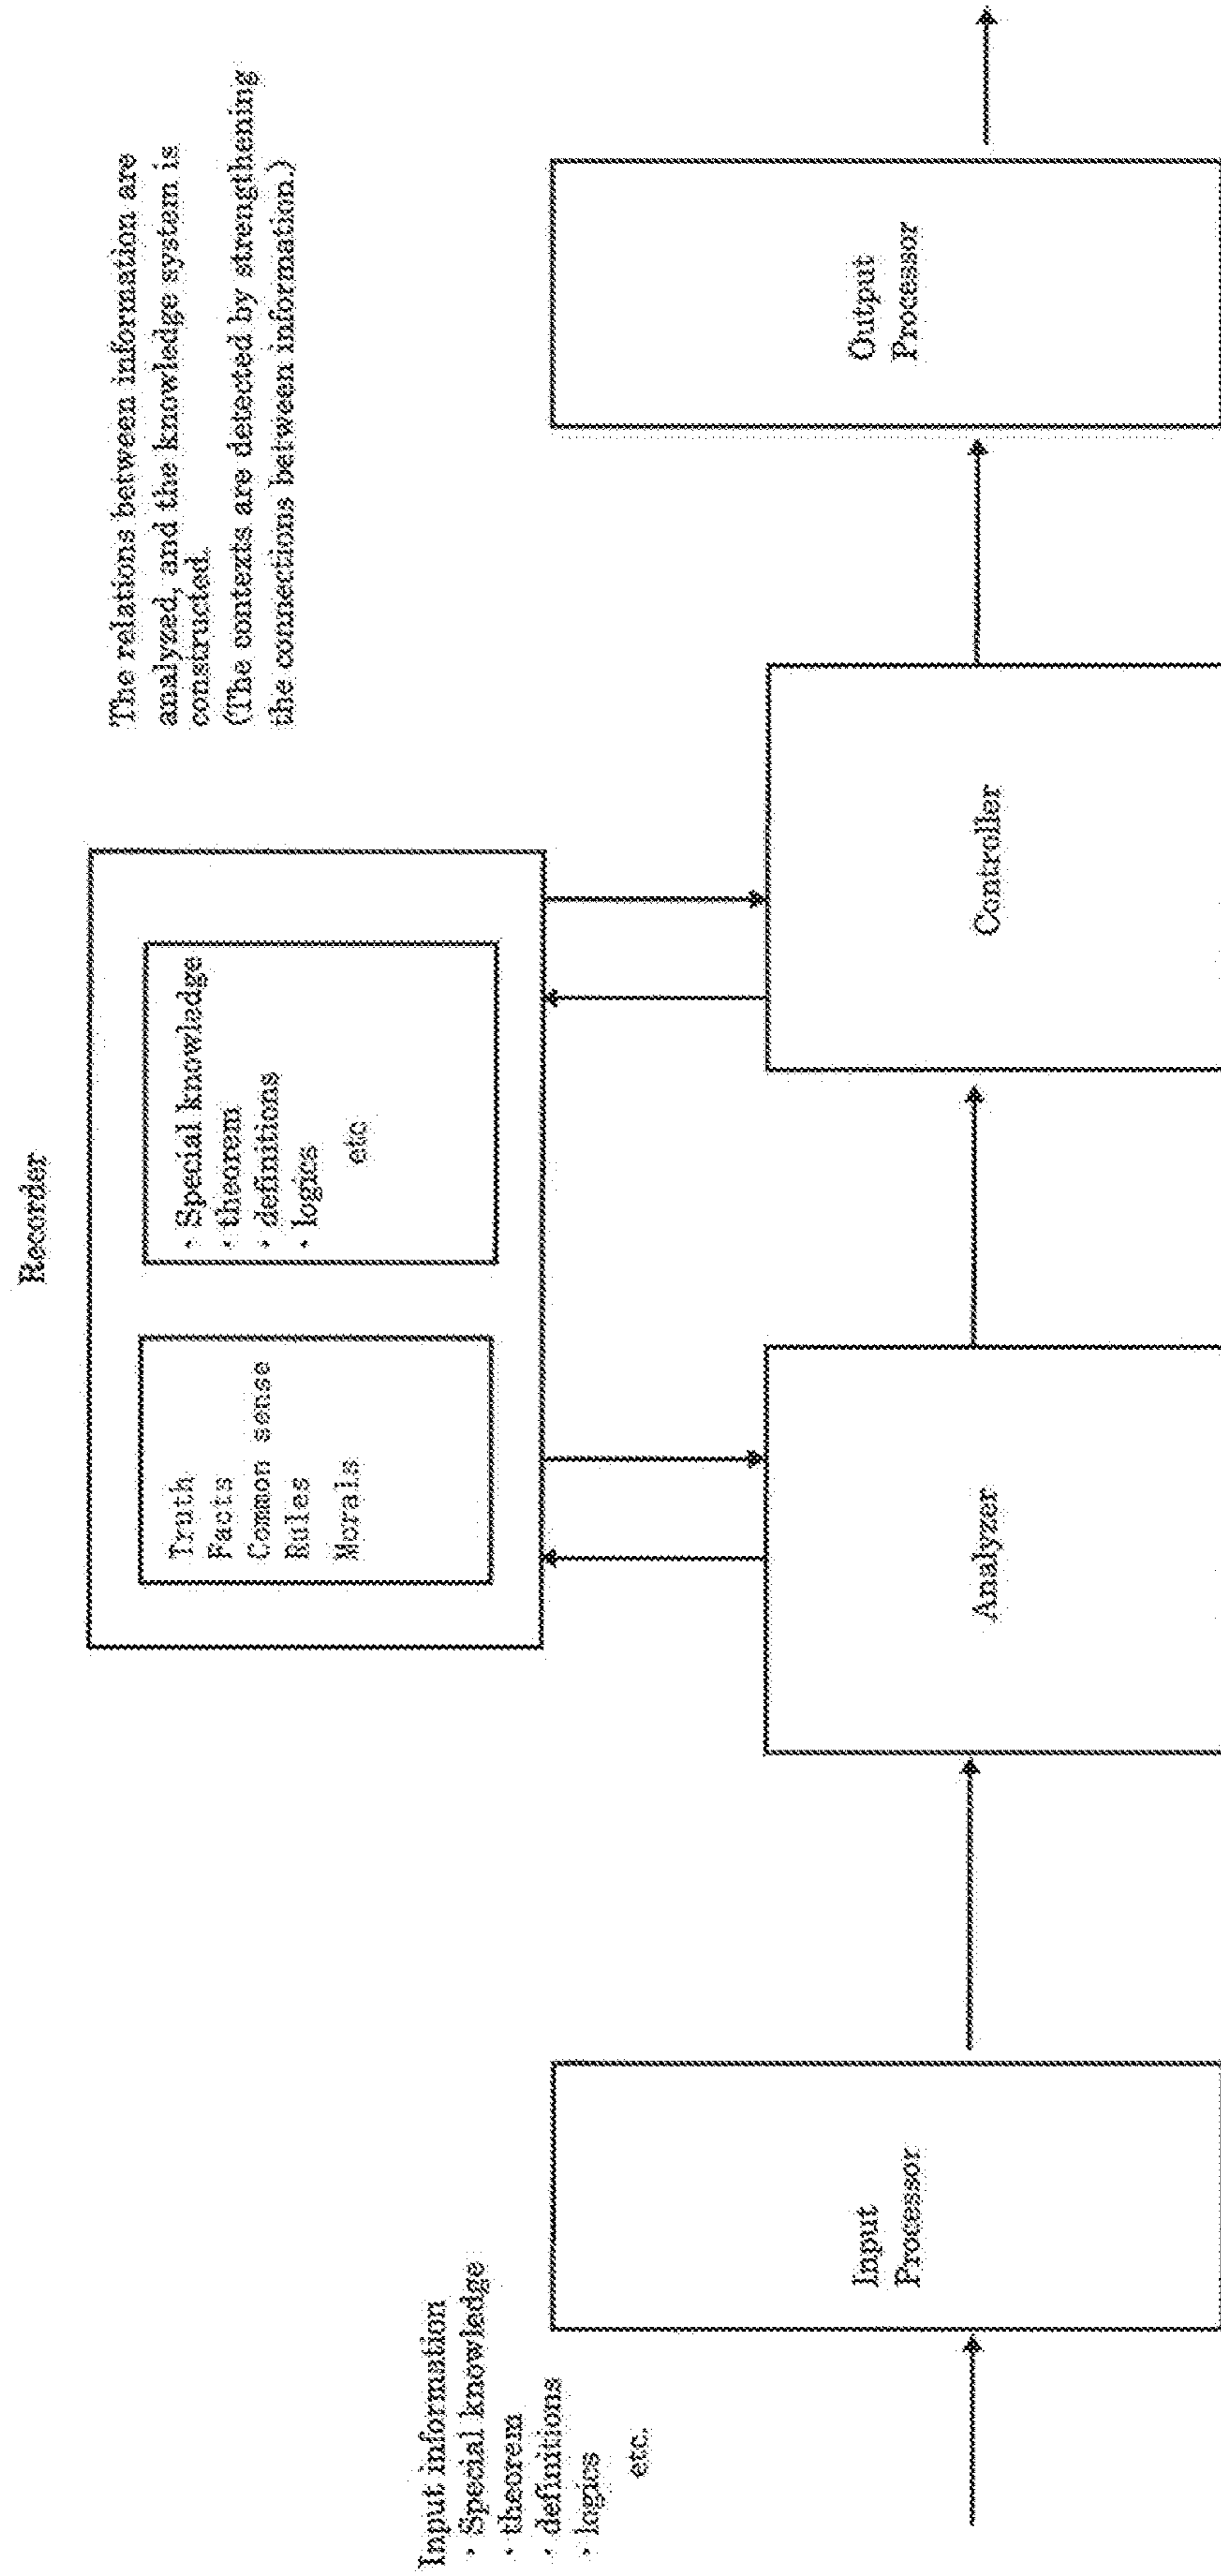 Recorder
Truth
Facts
Common sense
Rules
Morals
・Special knowledge
・theorem
・definitions
・logics
etc
The relations between information are
analyzed, and the knowledge system is
constructed.
(The contexts are detected by strengthening
the connections between information.)
Input information
・Special knowledge
・theorem
・definitions
・logics
etc.
Input
Processor
Analyzer
Controller
Output
Processor